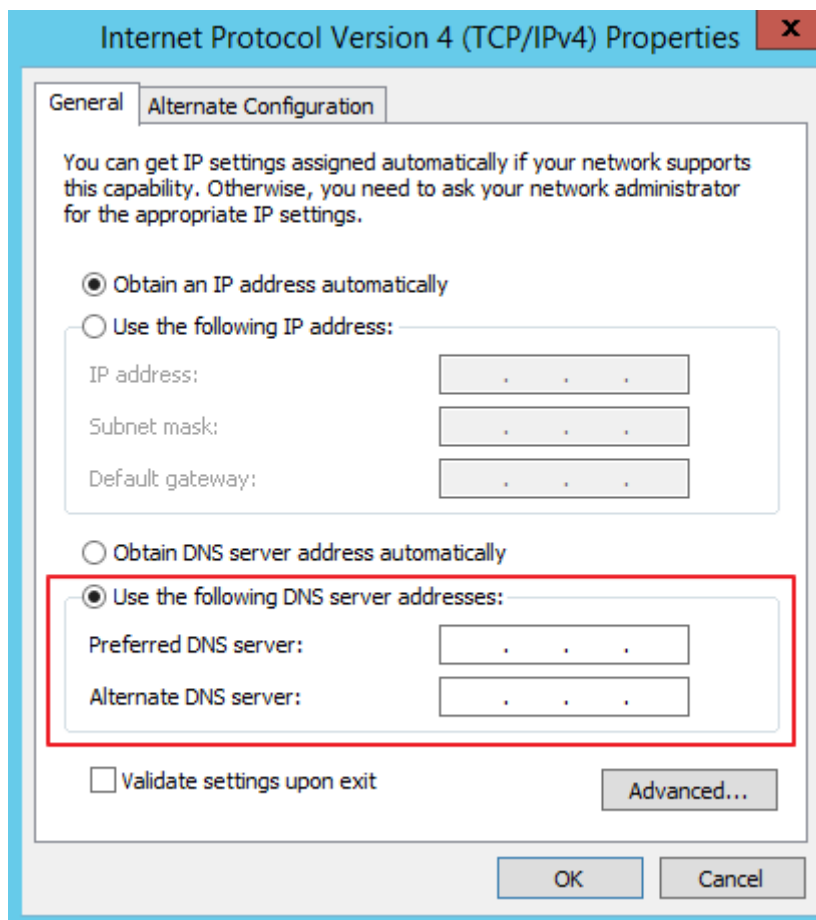 Internet Protocol Version 4 (TCP/IPv4) Properties
x
General
Alternate Configuration
You can get IP settings assigned automatically if your network supports
this capability. Otherwise, you need to ask your network administrator
for the appropriate IP settings.
Obtain an IP address automatically
Use the following IP address:
IP address:
. . .
Subnet mask:
. . .
Default gateway:
. . .
Obtain DNS server address automatically
Use the following DNS server addresses:
Preferred DNS server:
. . .
Alternate DNS server:
. . .
Validate settings upon exit
Advanced...
OK
Cancel